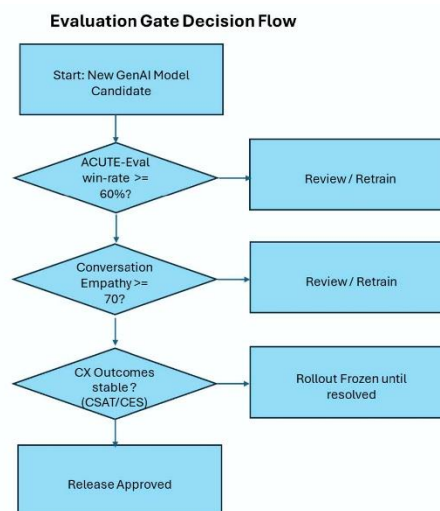 Evaluation Gate Decision Flow
Start: New GenAI Model
Candidate
ACUTE-Eval
win-rate >=
60%?
Review / Retrain
Conversation
Empathy >=
70?
Review / Retrain
CX Outcomes
stable ?
(CSAT/CES)
Rollout Frozen until
resolved
Release Approved